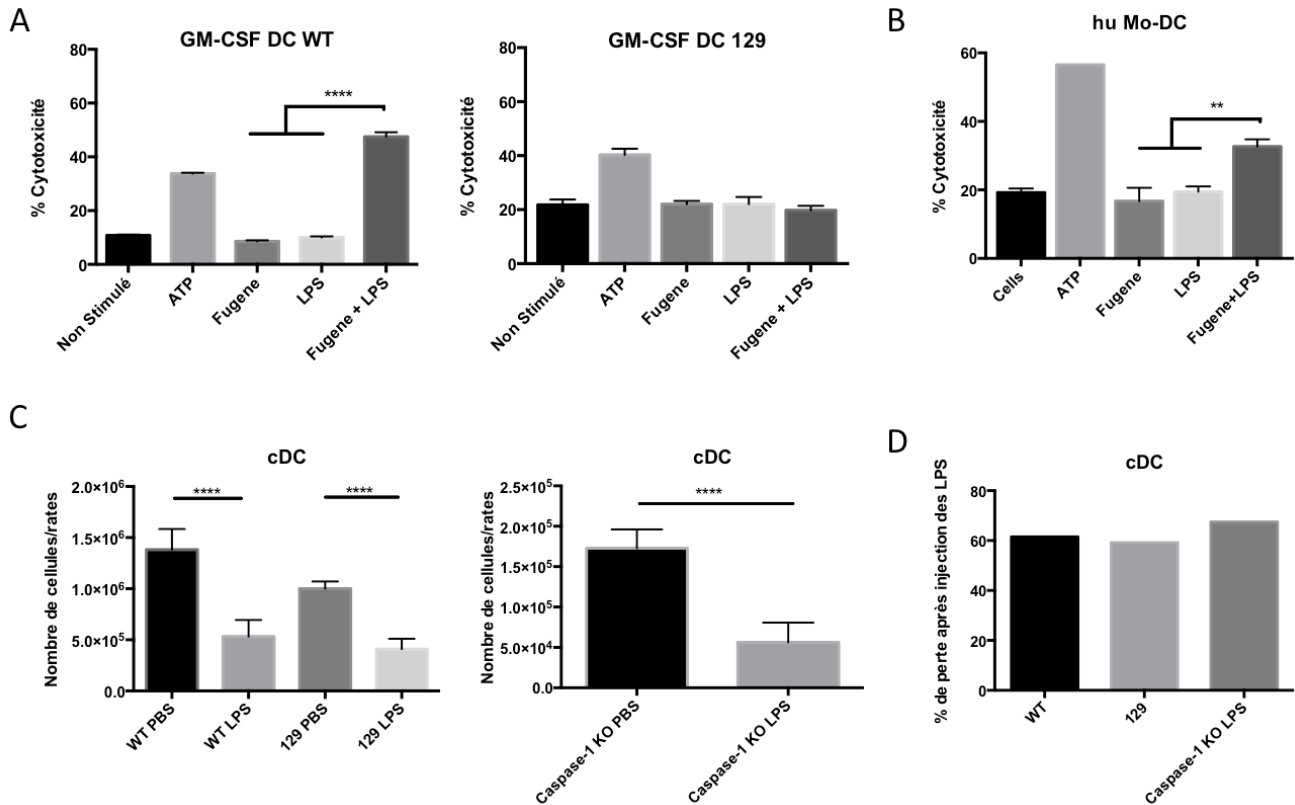 A
GM-CSF DC WT
% Cytotoxicité
80
60
40
20
0
****
Non Stimulé
ATP
Fugene
LPS
Fugene + LPS
GM-CSF DC 129
% Cytotoxicité
80
60
40
20
0
Non Stimulé
ATP
Fugene
LPS
Fugene + LPS
B
hu Mo-DC
% Cytotoxicité
60
40
20
0
**
Cells
ATP
Fugene
LPS
Fugene+LPS
C
cDC
Nombre de cellules/rates
2.0×10⁶
1.5×10⁶
1.0×10⁶
5.0×10⁵
0.0
****
****
WT PBS
WT LPS
129 PBS
129 LPS
cDC
Nombre de cellules/rates
2.5×10⁵
2.0×10⁵
1.5×10⁵
1.0×10⁵
5.0×10⁴
0.0
****
Caspase-1 KO PBS
Caspase-1 KO LPS
D
cDC
% de perte après injection des LPS
80
60
40
20
0
WT
129
Caspase-1 KO LPS